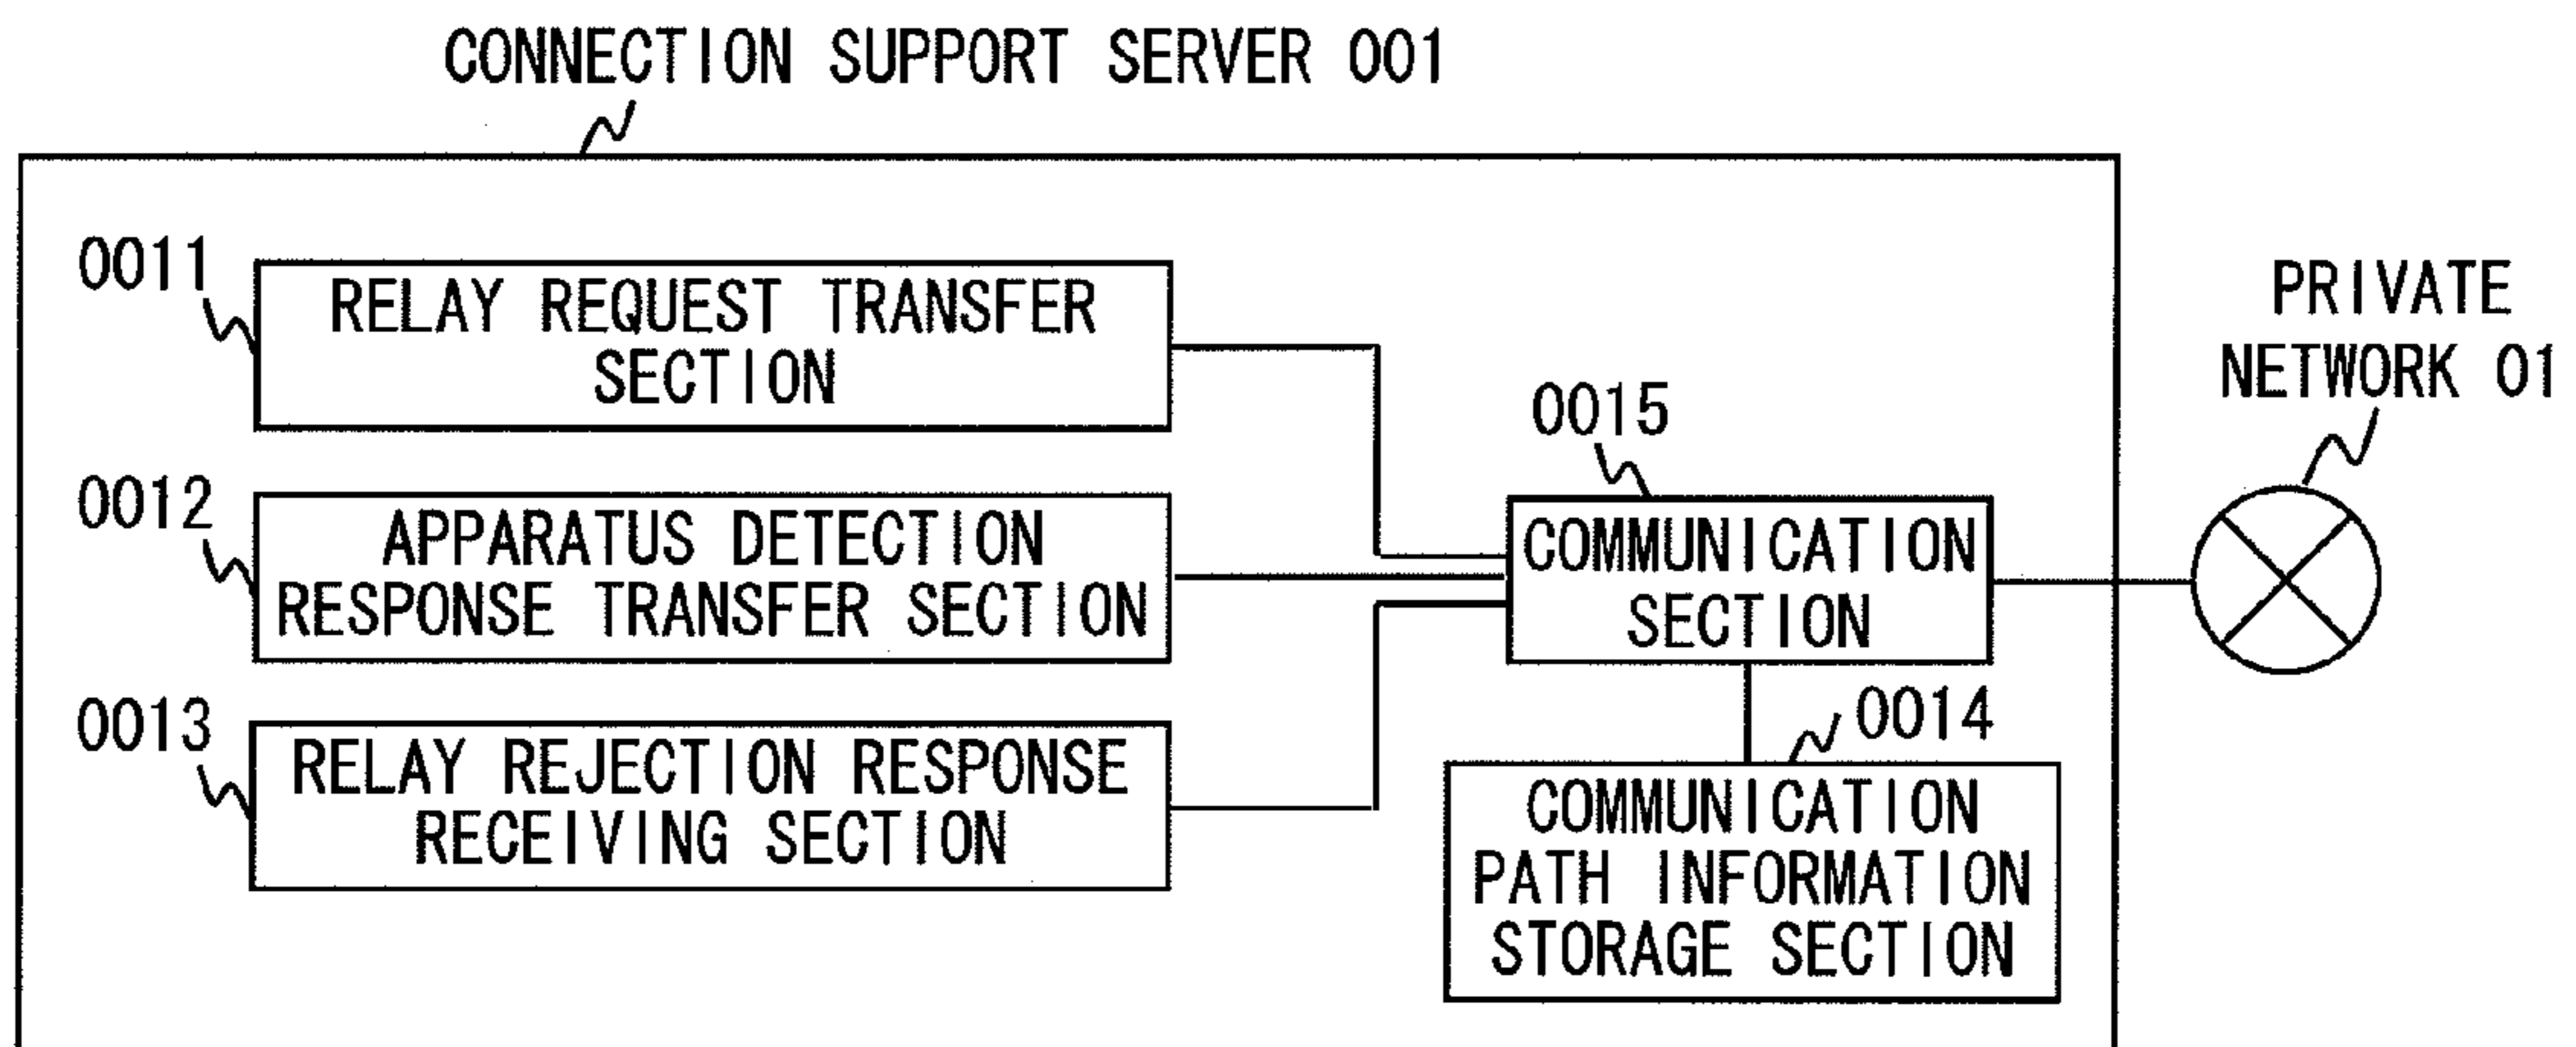 CONNECTION SUPPORT SERVER 001
0011
RELAY REQUEST TRANSFER
SECTION
0012
APPARATUS DETECTION
RESPONSE TRANSFER SECTION
0013
RELAY REJECTION RESPONSE
RECEIVING SECTION
0015
COMMUNICATION
SECTION
0014
COMMUNICATION
PATH INFORMATION
STORAGE SECTION
PRIVATE
NETWORK 01